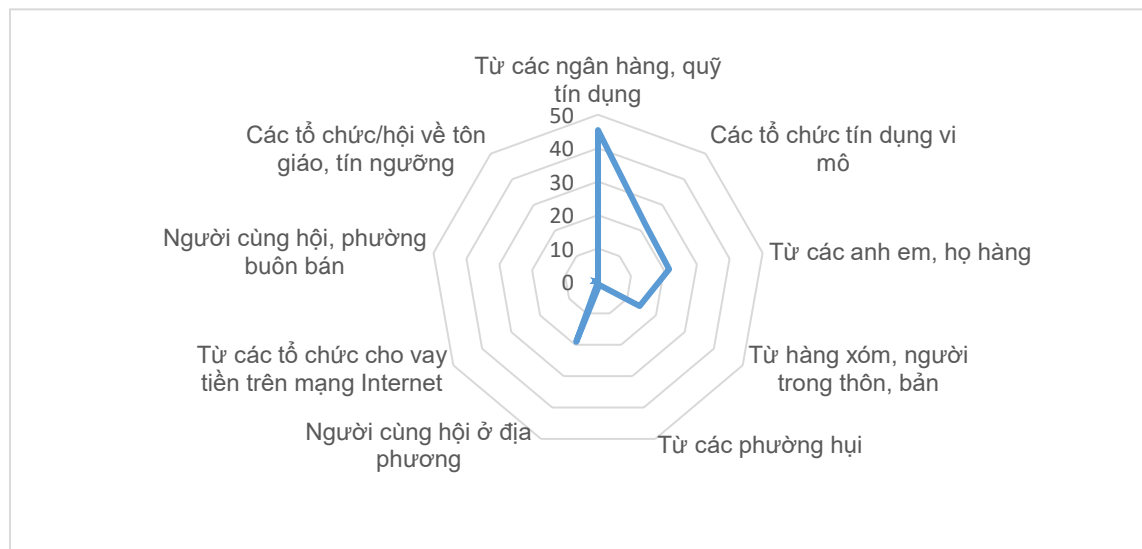 Từ các ngân hàng, quỹ
tín dụng
Các tổ chức tín dụng vi
mô
Từ các anh em, họ hàng
Từ hàng xóm, người
trong thôn, bản
Từ các phường hụi
Người cùng hội ở địa
phương
Từ các tổ chức cho vay
tiền trên mạng Internet
Người cùng hội, phường
buôn bán
Các tổ chức/hội về tôn
giáo, tín ngưỡng
50
40
30
20
10
0